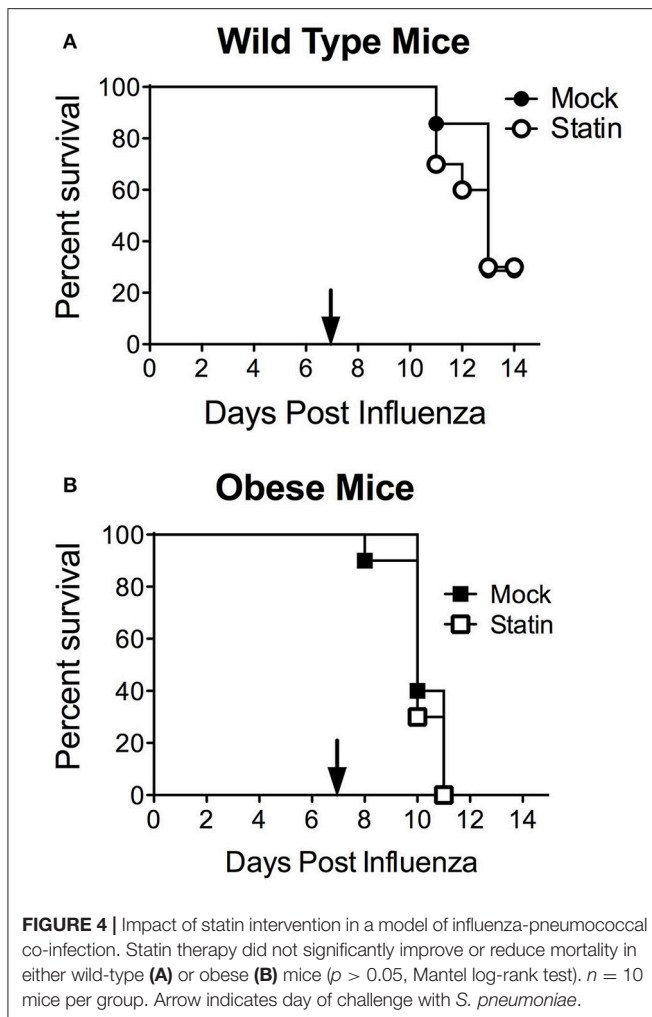 A
Wild Type Mice
100
80
60
40
20
0
Percent survival
Mock
Statin
0 2 4 6 8 10 12 14
Days Post Influenza
B
Obese Mice
100
80
60
40
20
0
Percent survival
Mock
Statin
0 2 4 6 8 10 12 14
Days Post Influenza
FIGURE 4 | Impact of statin intervention in a model of influenza-pneumococcal
co-infection. Statin therapy did not significantly improve or reduce mortality in
either wild-type (A) or obese (B) mice (p > 0.05, Mantel log-rank test). n = 10
mice per group. Arrow indicates day of challenge with S. pneumoniae.